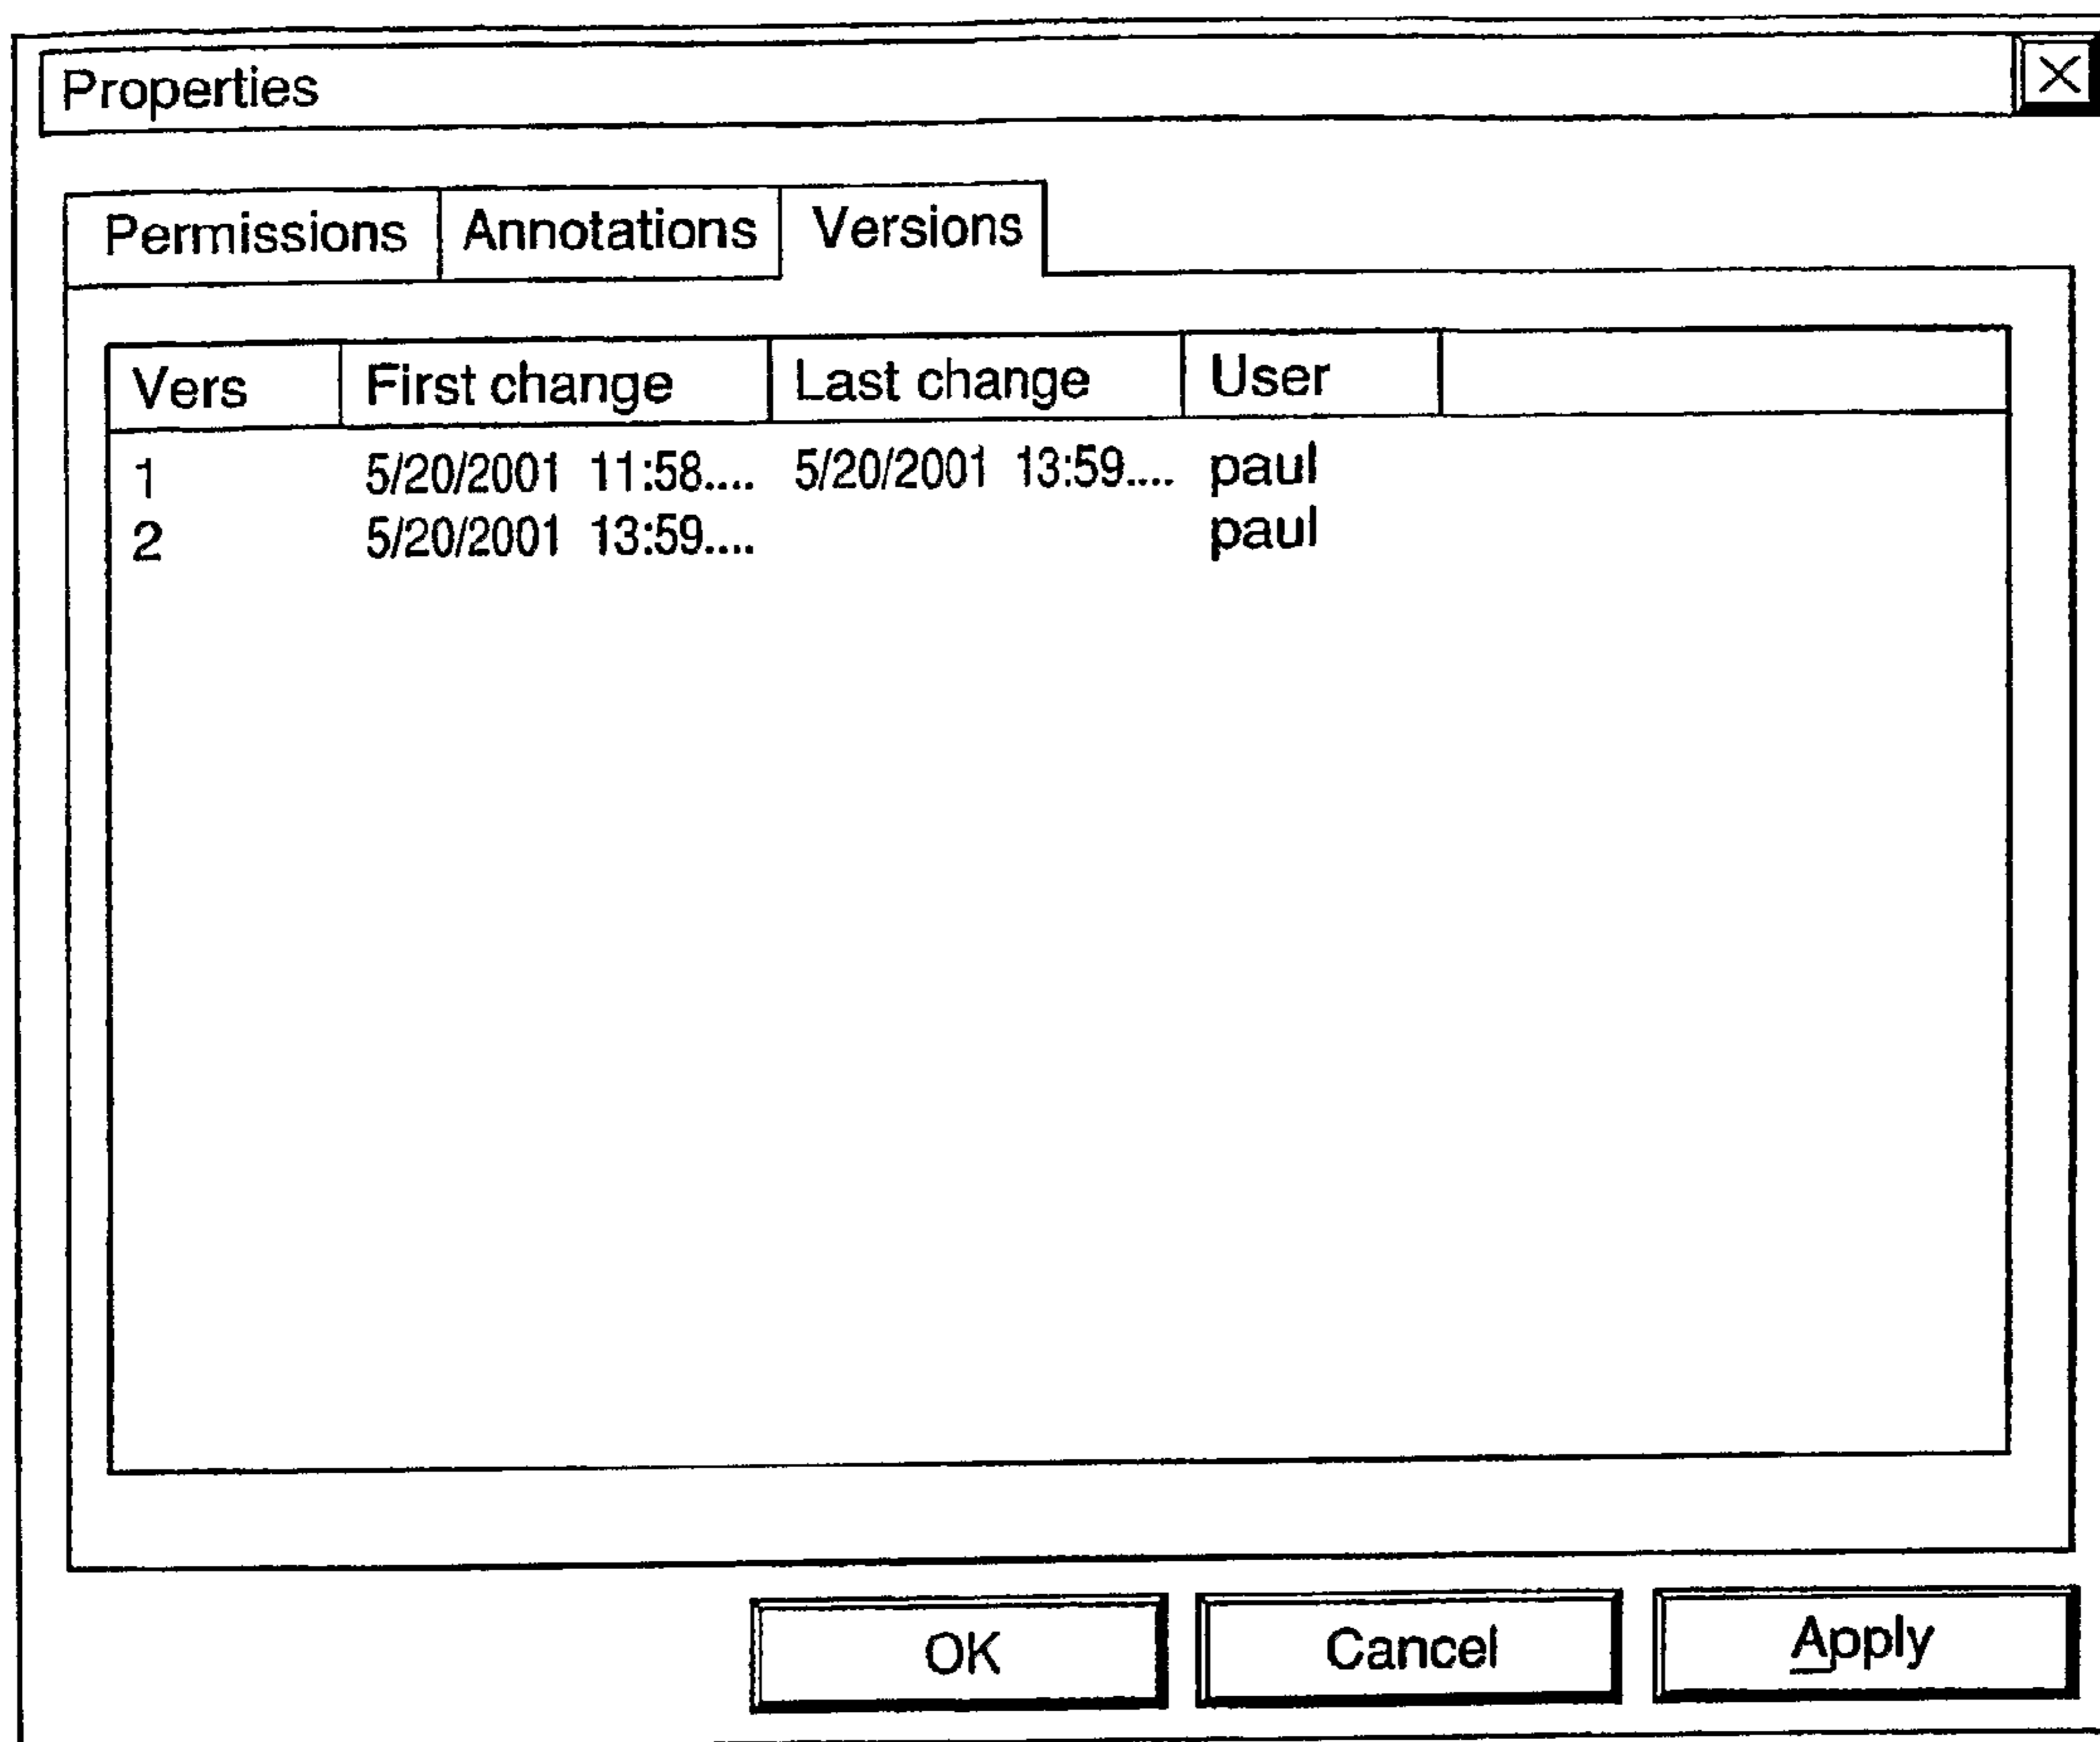 Properties
Permissions Annotations Versions
Vers First change Last change User
1 5/20/2001 11:58.... 5/20/2001 13:59.... paul
2 5/20/2001 13:59.... paul
OK Cancel Apply